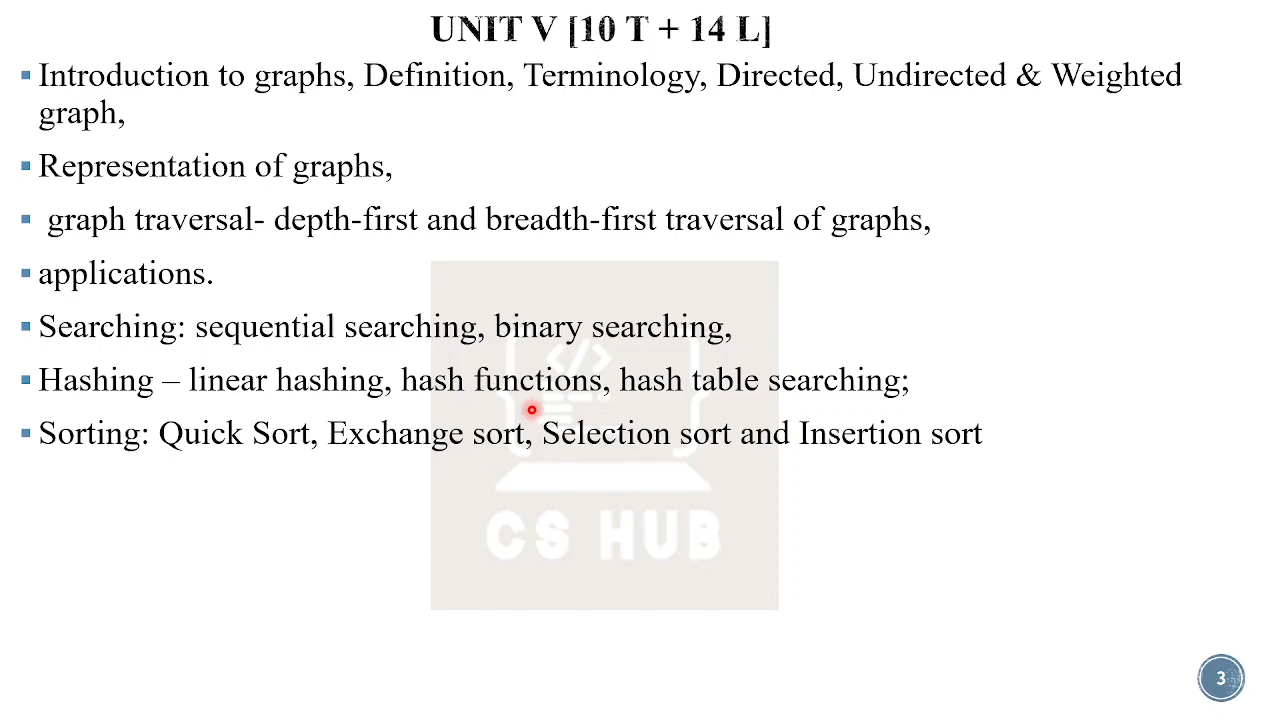 UNIT V [10 T + 14 L]
Introduction to graphs, Definition, Terminology, Directed, Undirected & Weighted
graph,
Representation of graphs,
graph traversal- depth-first and breadth-first traversal of graphs,
applications.
Searching: sequential searching, binary searching,
Hashing – linear hashing, hash functions, hash table searching;
Sorting: Quick Sort, Exchange sort, Selection sort and Insertion sort
</>
CS HUB
3